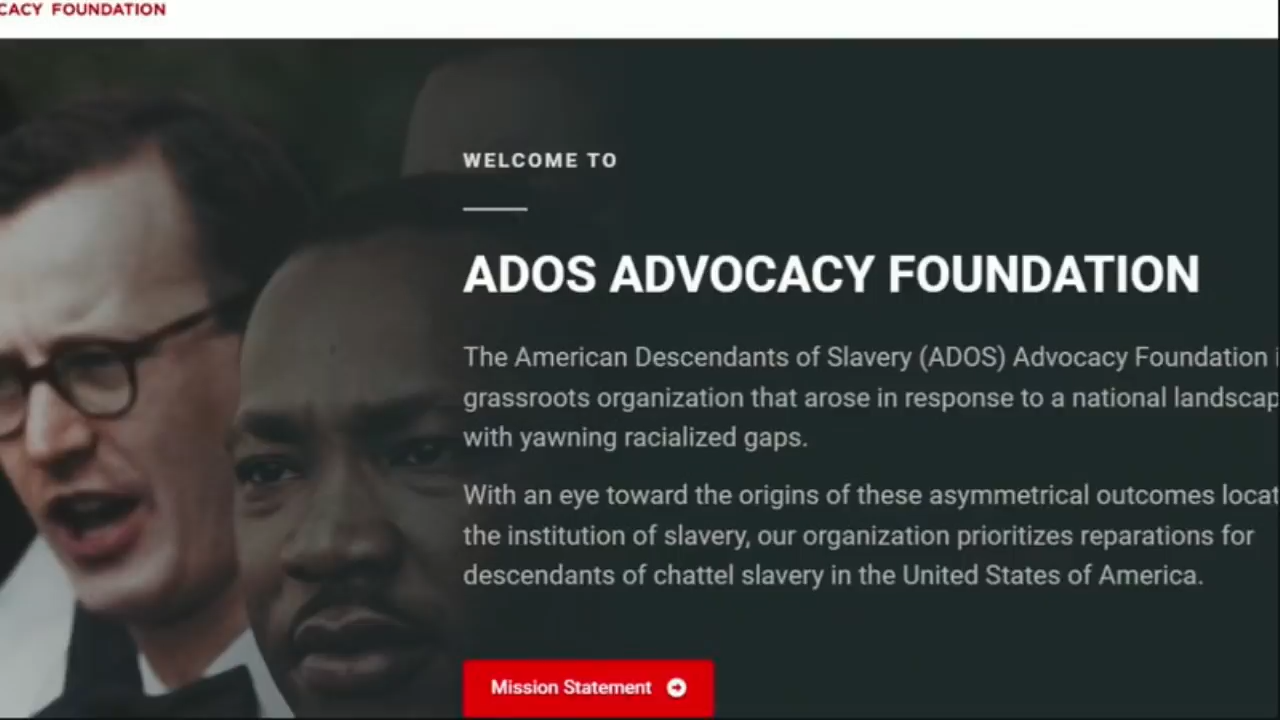 CACY FOUNDATION
WELCOME TO
ADOS ADVOCACY FOUNDATION
The American Descendants of Slavery (ADOS) Advocacy Foundation
grassroots organization that arose in response to a national landscap
with yawning racialized gaps.
With an eye toward the origins of these asymmetrical outcomes locat
the institution of slavery, our organization prioritizes reparations for
descendants of chattel slavery in the United States of America.
Mission Statement